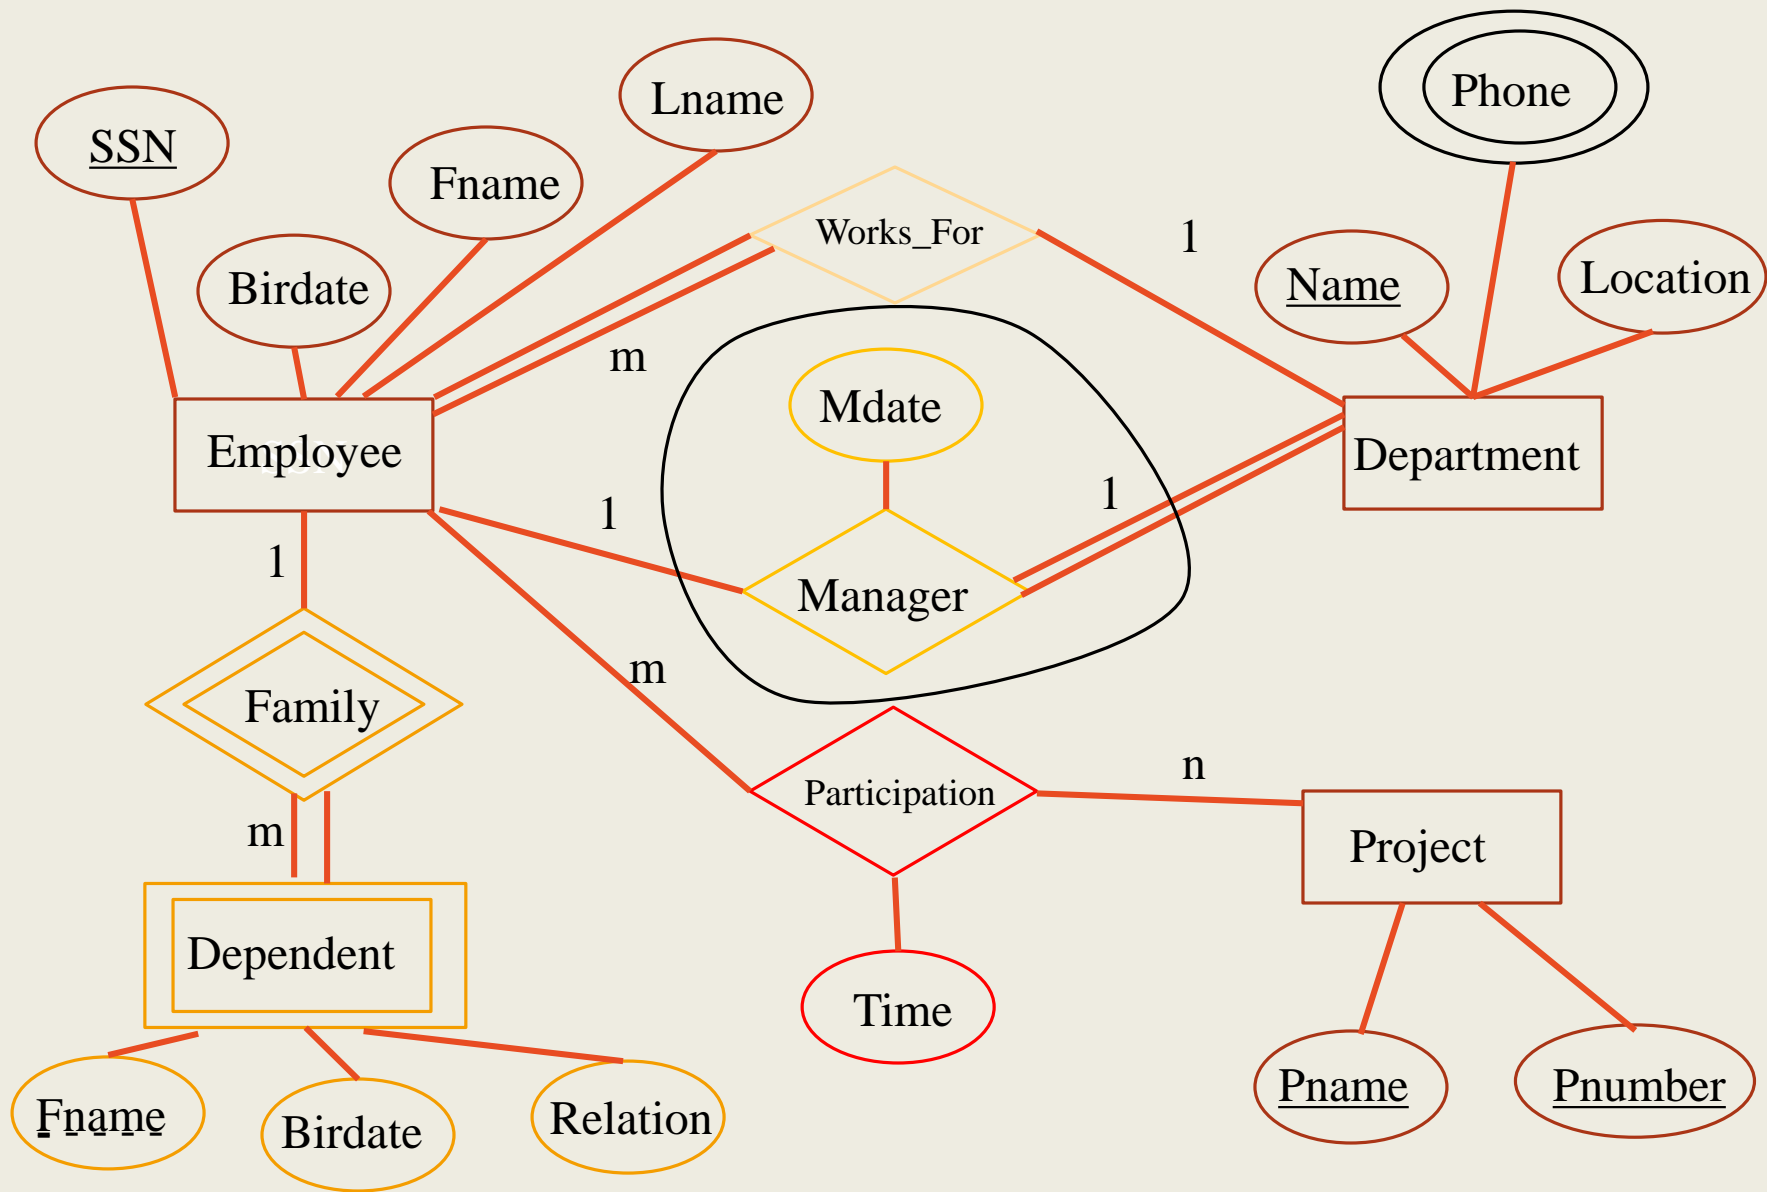 Lname
Phone
SSN
Fname
Works_For
1
Name
Location
Birdate
m
Mdate
Employee
Department
1
1
1
Manager
m
Family
n
Participation
m
Project
Dependent
Time
Fname
Birdate
Relation
Pname
Pnumber